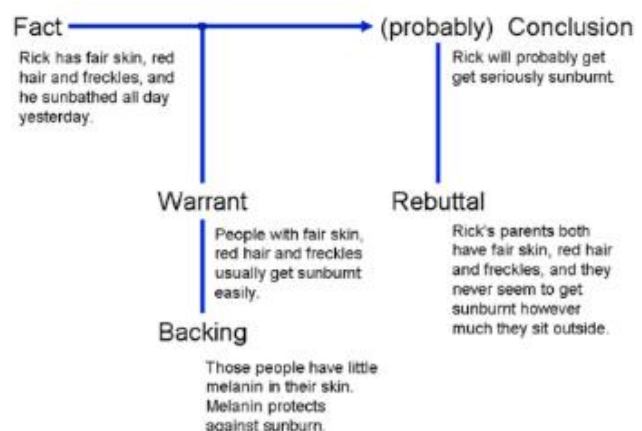 Fact
(probably) Conclusion
Rick has fair skin, red
hair and freckles, and
he sunbathed all day
yesterday.
Rick will probably get
get seriously sunburnt.
Warrant
People with fair skin,
red hair and freckles
usually get sunburnt
easily.
Rebuttal
Rick's parents both
have fair skin, red hair
and freckles, and they
never seem to get
sunburnt however
much they sit outside.
Backing
Those people have little
melanin in their skin.
Melanin protects
against sunburn.